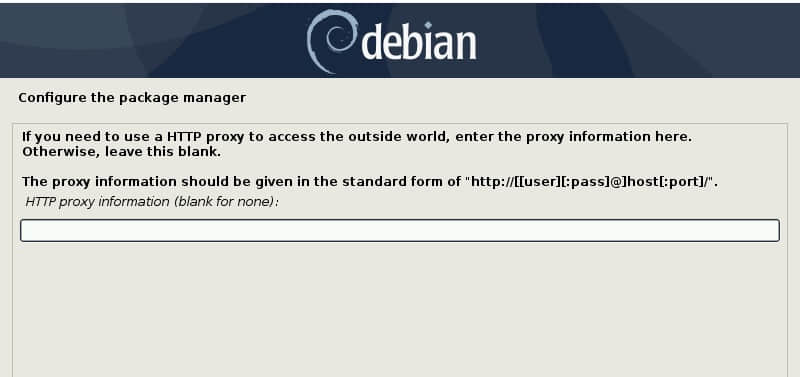 debian
Configure the package manager
If you need to use a HTTP proxy to access the outside world, enter the proxy information here.
Otherwise, leave this blank.
The proxy information should be given in the standard form of "http://[[user][:pass]@]host[:port]/".
HTTP proxy information (blank for none):